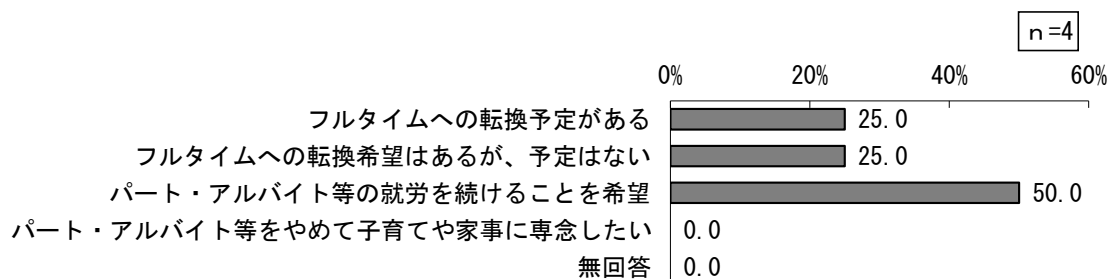 n=4
0% 20% 40% 60%
フルタイムへの転換予定がある 25.0
フルタイムへの転換希望はあるが、予定はない 25.0
パート・アルバイト等の就労を続けることを希望 50.0
パート・アルバイト等をやめて子育てや家事に専念したい 0.0
無回答 0.0